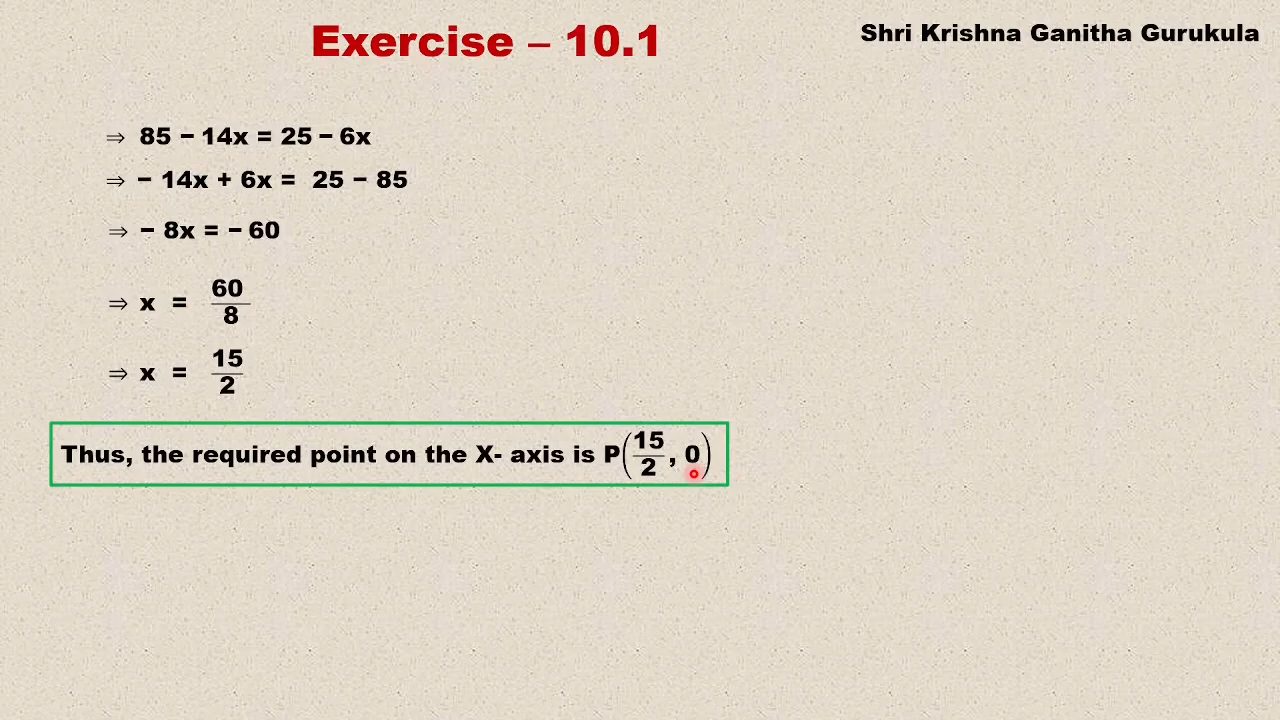 Exercise – 10.1
Shri Krishna Ganitha Gurukula
⇒ 85 − 14x = 25 − 6x
⇒ − 14x + 6x = 25 − 85
⇒ − 8x = − 60
⇒ x = 60/8
⇒ x = 15/2
Thus, the required point on the X- axis is P(15/2, 0)